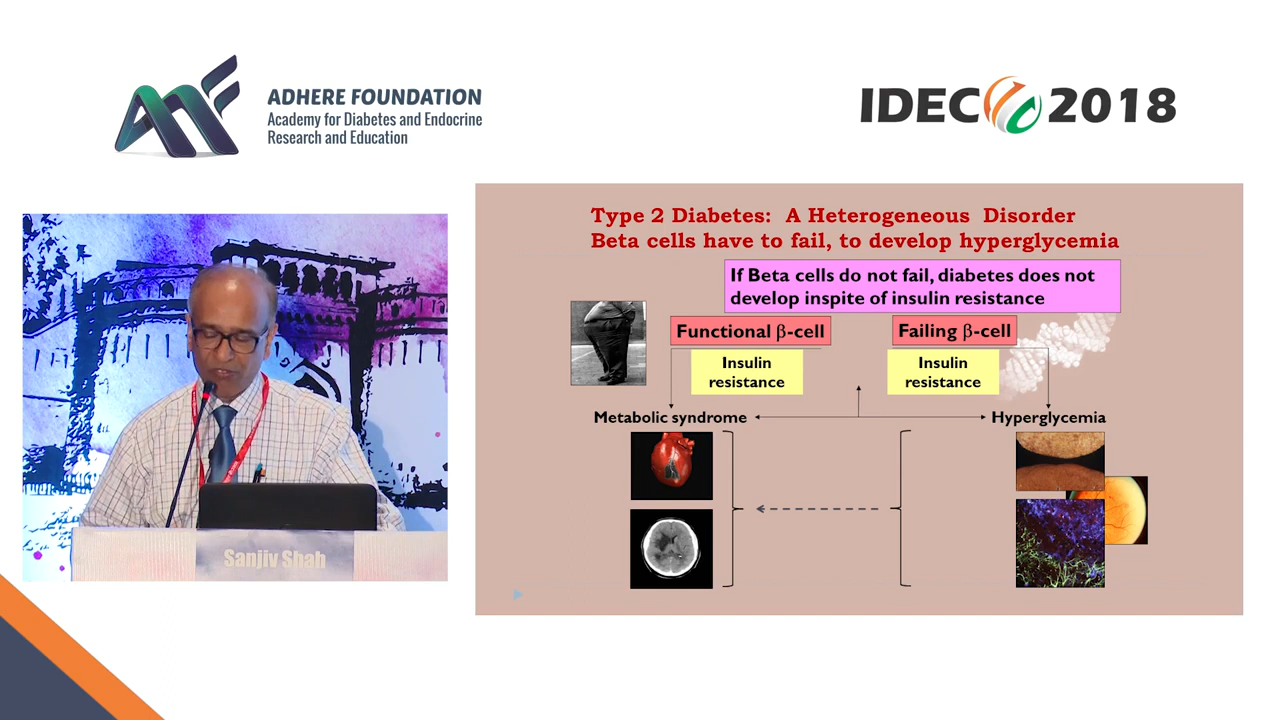 ADHERE FOUNDATION
Academy for Diabetes and Endocrine
Research and Education
IDEC 2018
Sanjiv Shah
Type 2 Diabetes: A Heterogeneous Disorder
Beta cells have to fail, to develop hyperglycemia
If Beta cells do not fail, diabetes does not
develop inspite of insulin resistance
Functional β-cell
Failing β-cell
Insulin
resistance
Insulin
resistance
Metabolic syndrome
Hyperglycemia